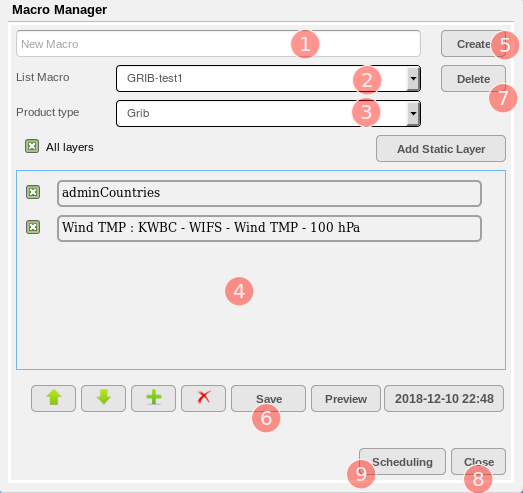 Macro Manager
New Macro 1 Create 5
List Macro GRIB-test1 2 Delete
7
Product type Grib 3
All layers Add Static Layer
adminCountries
Wind TMP : KWBC - WIFS - Wind TMP - 100 hPa
4
Save Preview 2018-12-10 22:48
6
Scheduling Close
9 8